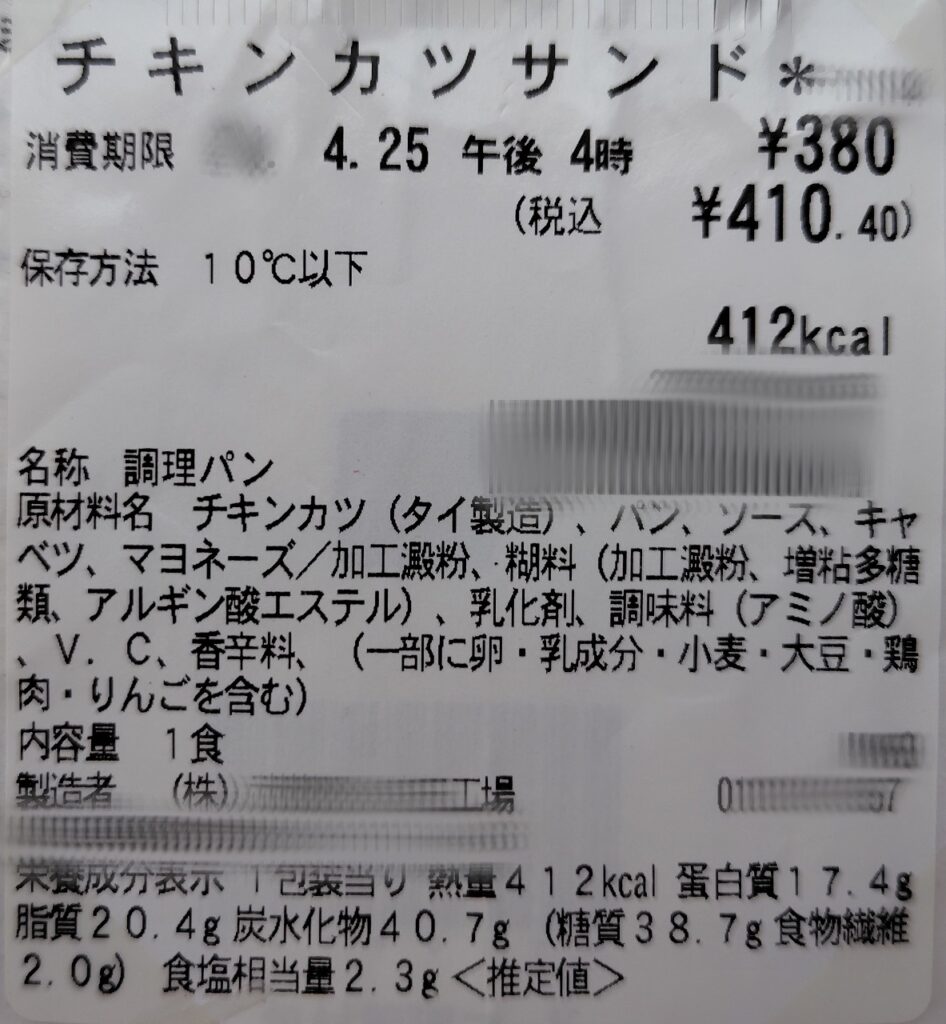 チキンカツサンド*
消費期限 4.25 午後 4時 ¥380
(税込 ¥410.40)
保存方法 10℃以下
412kcal
名称 調理パン
原材料名 チキンカツ（タイ製造）、パン、ソース、キャ
ベツ、マヨネーズ／加工澱粉、糊料（加工澱粉、増粘多糖
類、アルギン酸エステル）、乳化剤、調味料（アミノ酸）
、V．C、香辛料、（一部に卵・乳成分・小麦・大豆・鶏
肉・りんごを含む）
内容量 1食
製造者 (株) 工場
栄養成分表示 1包装当り 熱量412kcal 蛋白質17.4g
脂質20.4g 炭水化物40.7g (糖質38.7g 食物繊維
2.0g) 食塩相当量2.3g＜推定値＞